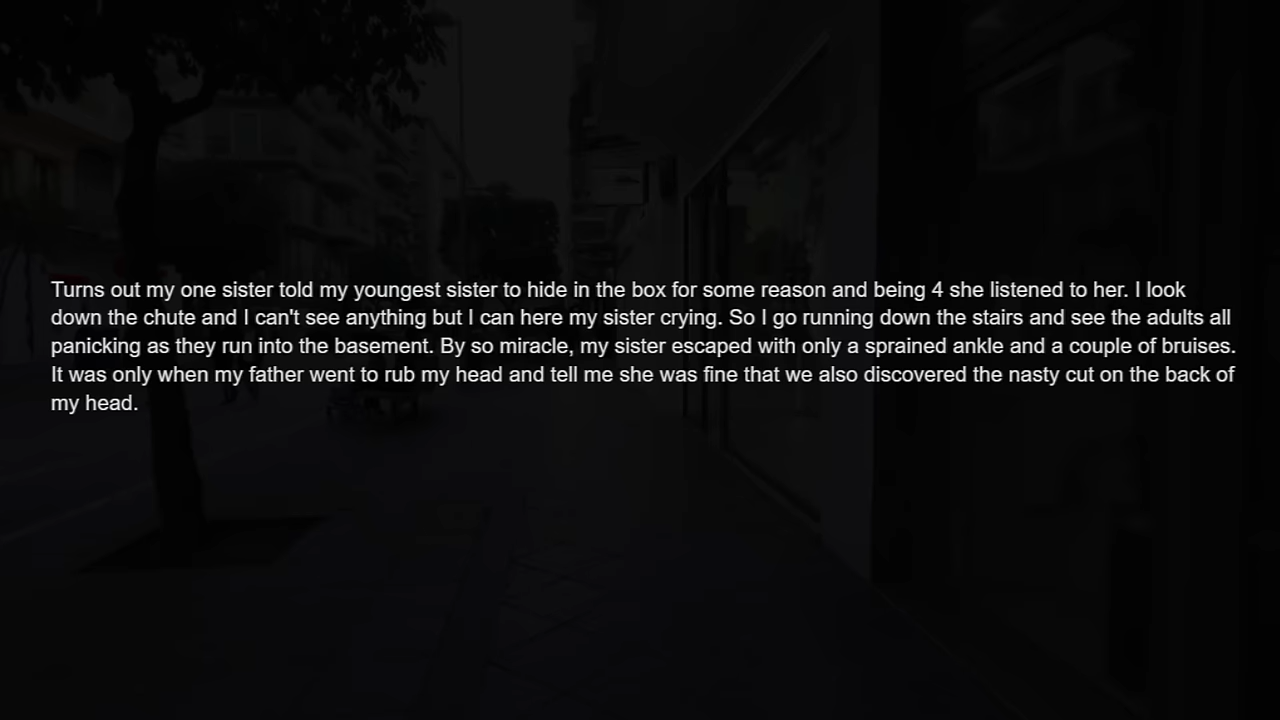 Turns out my one sister told my youngest sister to hide in the box for some reason and being 4 she listened to her. I look
down the chute and I can't see anything but I can here my sister crying. So I go running down the stairs and see the adults all
panicking as they run into the basement. By so miracle, my sister escaped with only a sprained ankle and a couple of bruises.
It was only when my father went to rub my head and tell me she was fine that we also discovered the nasty cut on the back of
my head.